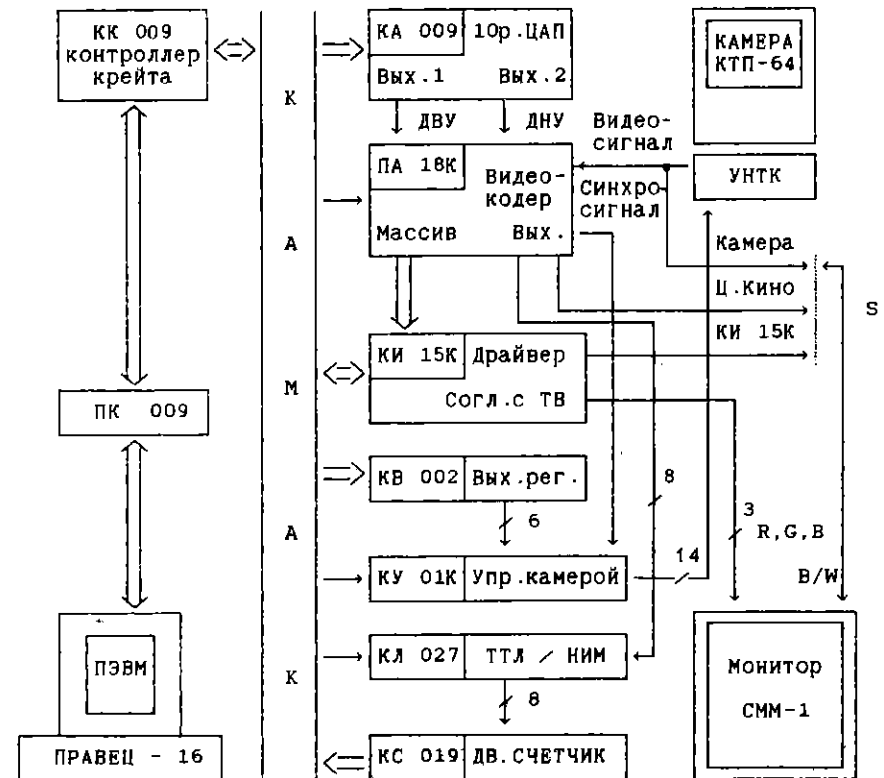 КК 009
контроллер
крейта
ПК 009
ПЭВМ
ПРАВЕЦ - 16
К
А
М
А
К
КА 009 10р.ЦАП
Вых.1 Вых.2
ДВУ ДНУ
ПА 18К Видео-
кодер
Массив Вых.
Видео-
сигнал
Синхро-
сигнал
КАМЕРА
КТП-64
УНТК
Камера
Ц.Кино
КИ 15К
S
КИ 15К Драйвер
Согл.с ТВ
КВ 002 Вых.рег.
6
8
3
R,G,B
КУ 01К Упр.камерой
14
B/W
КЛ 027 ТТЛ / НИМ
8
КС 019 ДВ.СЧЕТЧИК
Монитор
СММ-1